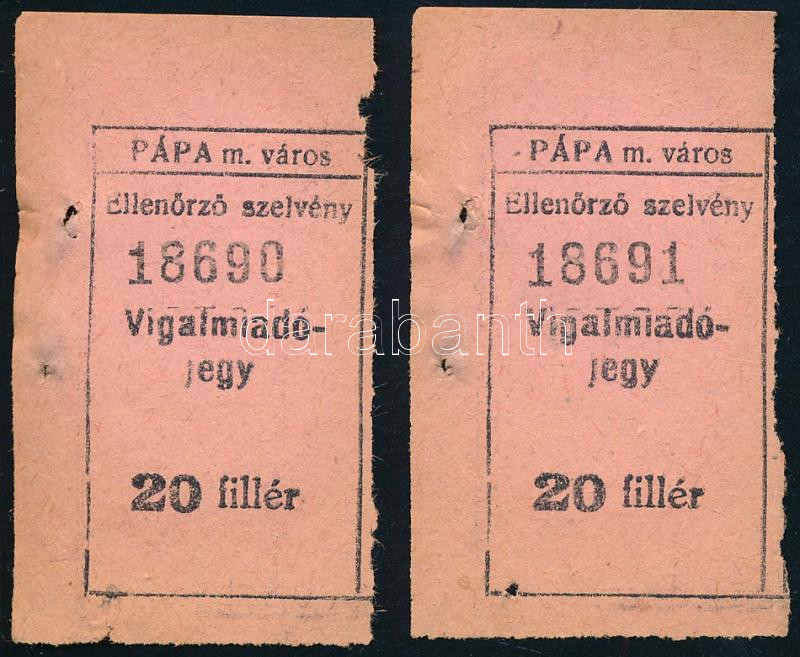 PÁPA m. város
Ellenőrző szelvény
18690
Vigalmiadó-
jegy
20 fillér
PÁPA m. város
Ellenőrző szelvény
18691
Vigalmiadó-
jegy
20 fillér
darabanth